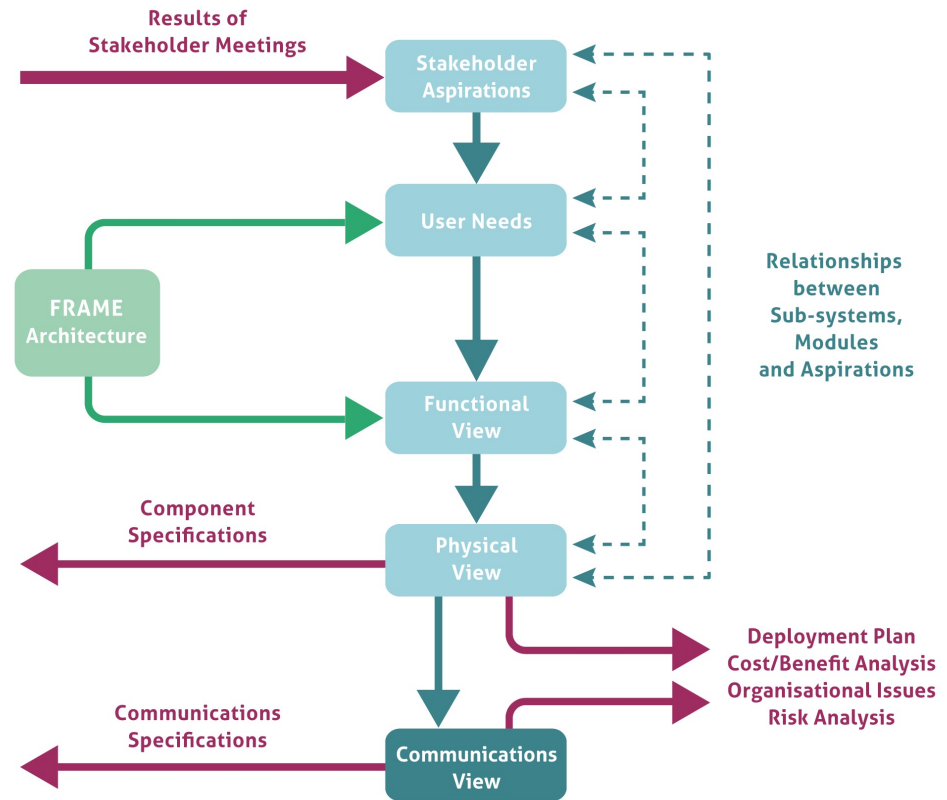 Results of
Stakeholder Meetings
Stakeholder
Aspirations
User Needs
FRAME
Architecture
Relationships
between
Sub-systems,
Modules
and Aspirations
Functional
View
Component
Specifications
Physical
View
Deployment Plan
Cost/Benefit Analysis
Organisational Issues
Risk Analysis
Communications
Specifications
Communications
View